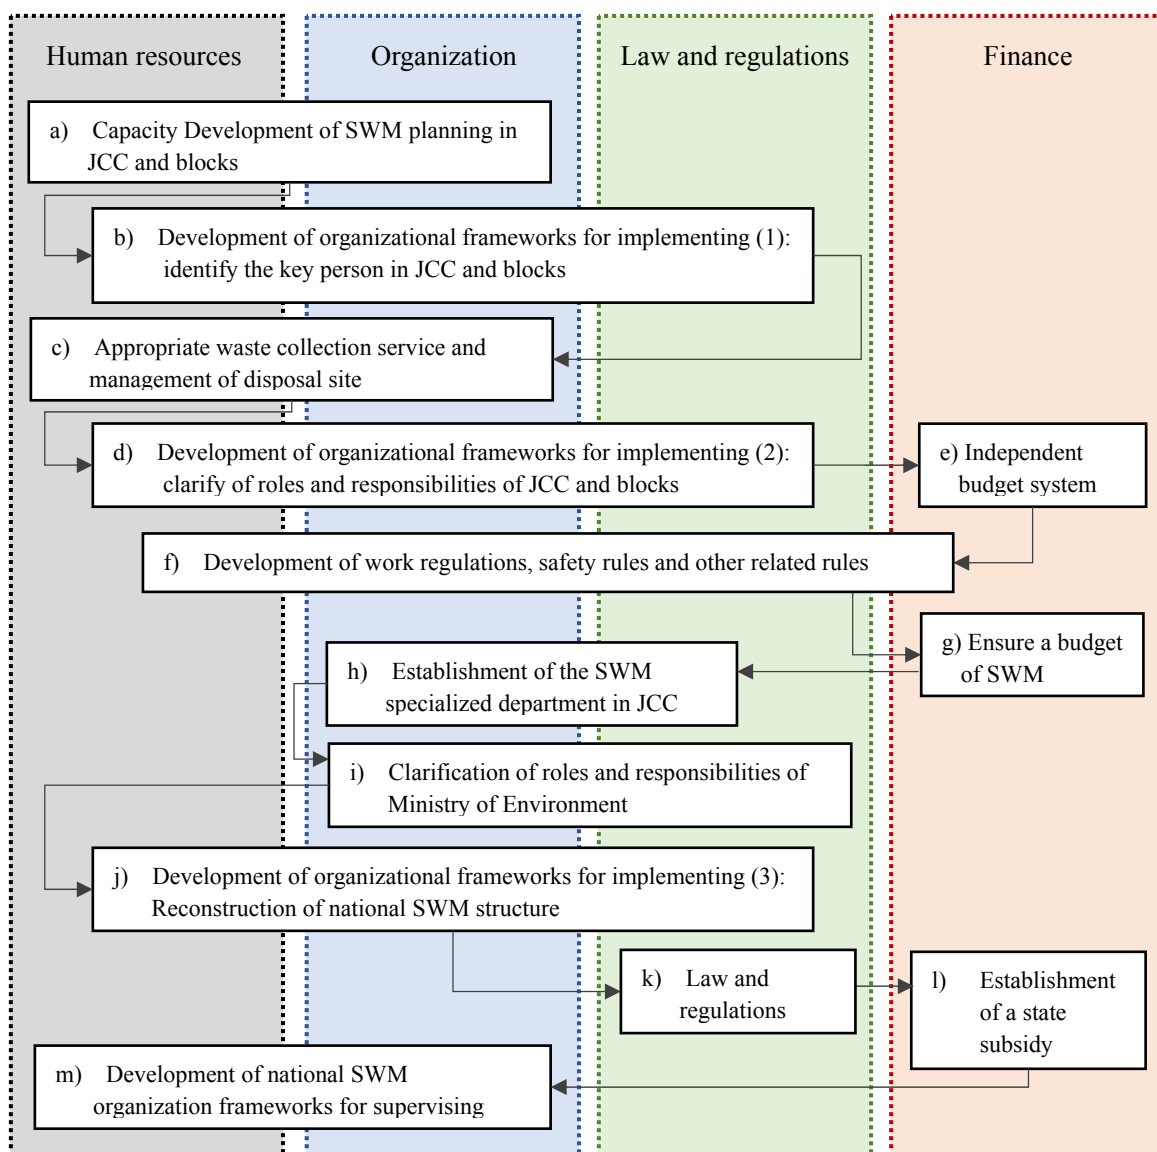 Human resources
Organization
Law and regulations
Finance
a) Capacity Development of SWM planning in
JCC and blocks
b) Development of organizational frameworks for implementing (1):
identify the key person in JCC and blocks
c) Appropriate waste collection service and
management of disposal site
d) Development of organizational frameworks for implementing (2):
clarify of roles and responsibilities of JCC and blocks
e) Independent
budget system
f) Development of work regulations, safety rules and other related rules
g) Ensure a budget
of SWM
h) Establishment of the SWM
specialized department in JCC
i) Clarification of roles and responsibilities of
Ministry of Environment
j) Development of organizational frameworks for implementing (3):
Reconstruction of national SWM structure
k) Law and
regulations
l) Establishment
of a state
subsidy
m) Development of national SWM
organization frameworks for supervising